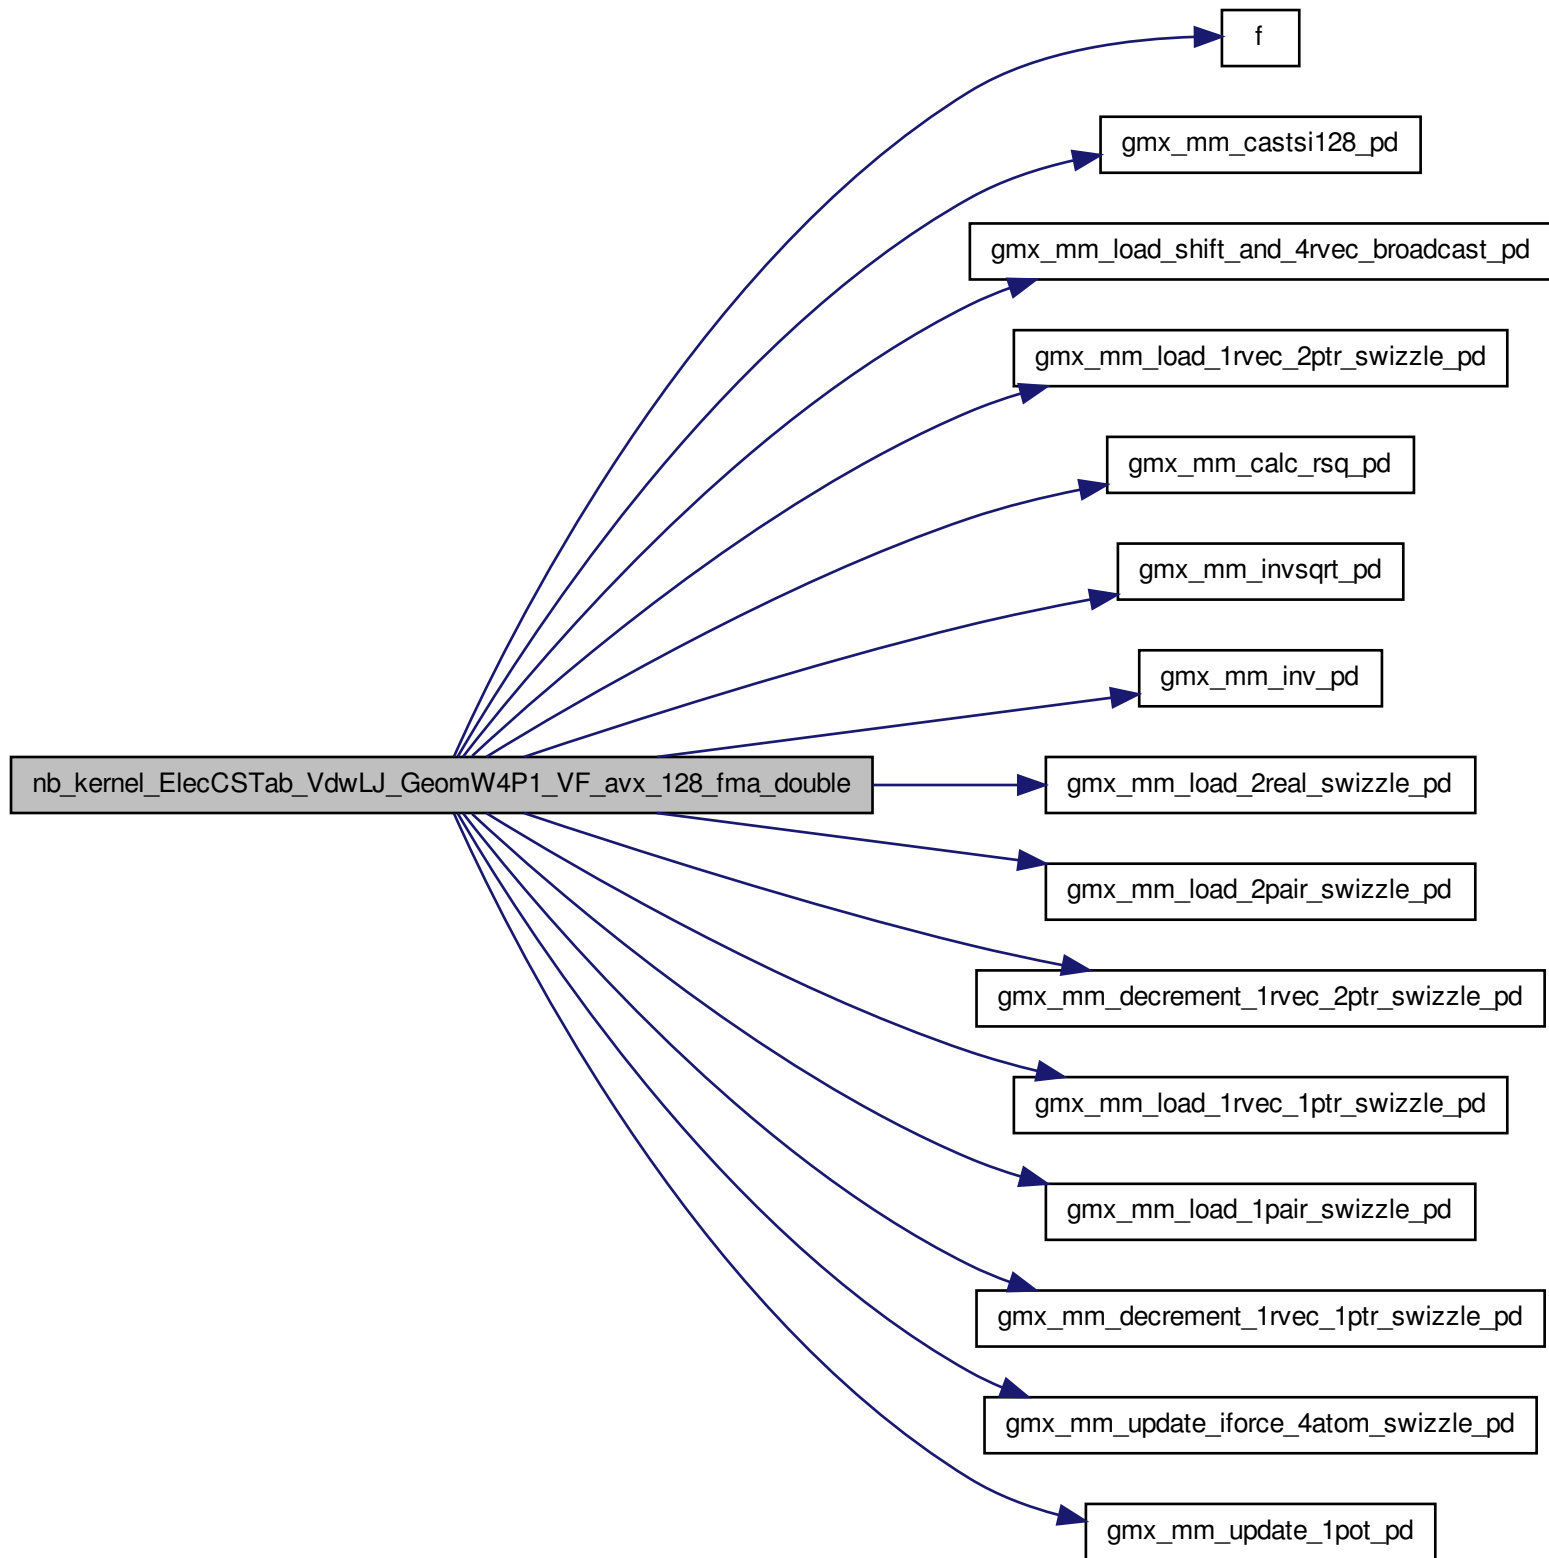 f
gmx_mm_castsi128_pd
gmx_mm_load_shift_and_4rvec_broadcast_pd
gmx_mm_load_1rvec_2ptr_swizzle_pd
gmx_mm_calc_rsq_pd
gmx_mm_invsqrt_pd
gmx_mm_inv_pd
nb_kernel_ElecCSTab_VdwLJ_GeomW4P1_VF_avx_128_fma_double
gmx_mm_load_2real_swizzle_pd
gmx_mm_load_2pair_swizzle_pd
gmx_mm_decrement_1rvec_2ptr_swizzle_pd
gmx_mm_load_1rvec_1ptr_swizzle_pd
gmx_mm_load_1pair_swizzle_pd
gmx_mm_decrement_1rvec_1ptr_swizzle_pd
gmx_mm_update_iforce_4atom_swizzle_pd
gmx_mm_update_1pot_pd